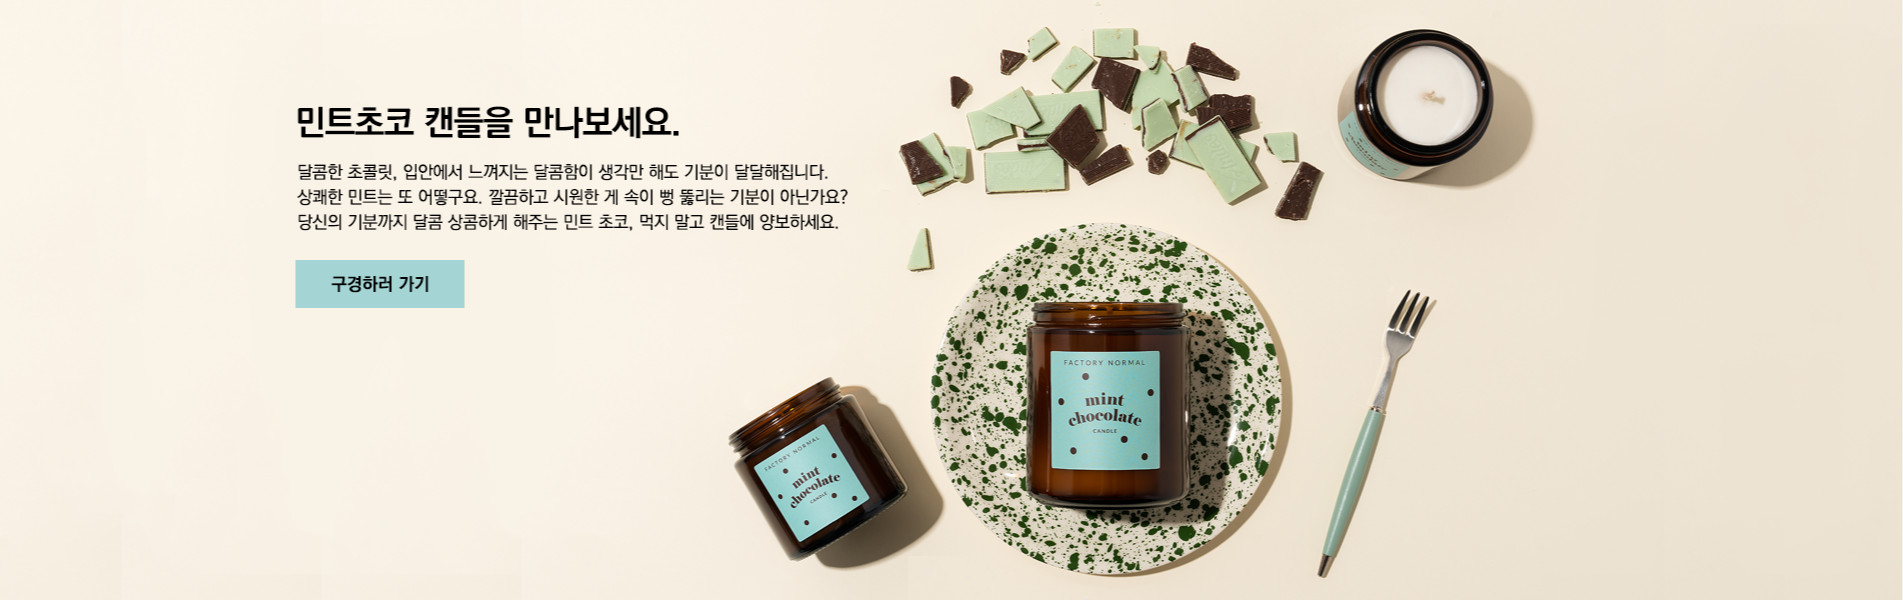 민트초코 캔들을 만나보세요.
달콤한 초콜릿, 입안에서 느껴지는 달콤함이 생각만 해도 기분이 달달해집니다.
상쾌한 민트는 또 어떻구요. 깔끔하고 시원한 게 속이 뻥 뚫리는 기분이 아닌가요?
당신의 기분까지 달콤 상콤하게 해주는 민트 초코, 먹지 말고 캔들에 양보하세요.
구경하러 가기
FACTORY NORMAL
mint
chocolate
CANDLE
FACTORY NORMAL
mint
chocolate
CANDLE